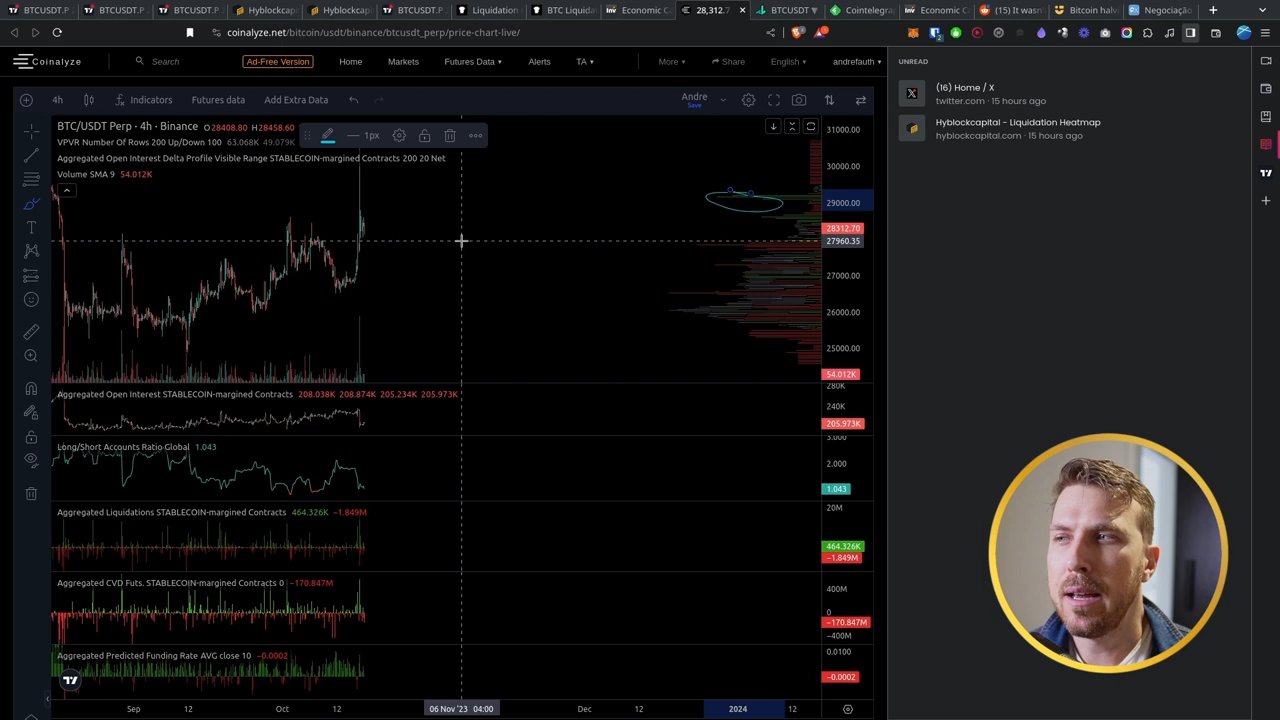 BTCUSDT.P
BTCUSDT.P
BTCUSDT.P
Hyblockcapital
Hyblockcapital
BTCUSDT.P
Liquidation
BTC Liquida
Economic C
28,312.7
BTCUSDT
Cointelegra
Economic C
(15) It wasn
Bitcoin halv
Negociação
coinalyze.net/bitcoin/usdt/binance/btcusdt_perp/price-chart-live/
Coinalyze
Search
Ad-Free Version
Home
Markets
Futures Data
Alerts
TA
More
Share
English
andrefauth
4h
Indicators
Futures data
Add Extra Data
Andre
Save
BTC/USDT Perp · 4h · Binance O28408.80 H28458.60
1px
VPVR Number Of Rows 200 Up/Down 100 63.068K 49.079K
Aggregated Open Interest Delta Profile Visible Range STABLECOIN-margined Contracts 200 20 Net
Volume SMA 9 54.012K
31000.00
30000.00
29000.00
28312.70
27960.35
27000.00
26000.00
25000.00
54.012K
Aggregated Open Interest STABLECOIN-margined Contracts 208.038K 208.874K 205.234K 205.973K
280K
240K
205.973K
Long/Short Accounts Ratio Global 1.043
3.000
2.000
1.043
Aggregated Liquidations STABLECOIN-margined Contracts 464.326K −1.849M
20M
464.326K
−1.849M
Aggregated CVD Futs. STABLECOIN-margined Contracts 0 −170.847M
400M
0
−170.847M
−400M
Aggregated Predicted Funding Rate AVG close 10 −0.0002
0.0100
−0.0002
Sep
12
Oct
12
06 Nov '23 04:00
Dec
12
2024
12
UNREAD
(16) Home / X
twitter.com · 15 hours ago
Hyblockcapital - Liquidation Heatmap
hyblockcapital.com · 15 hours ago